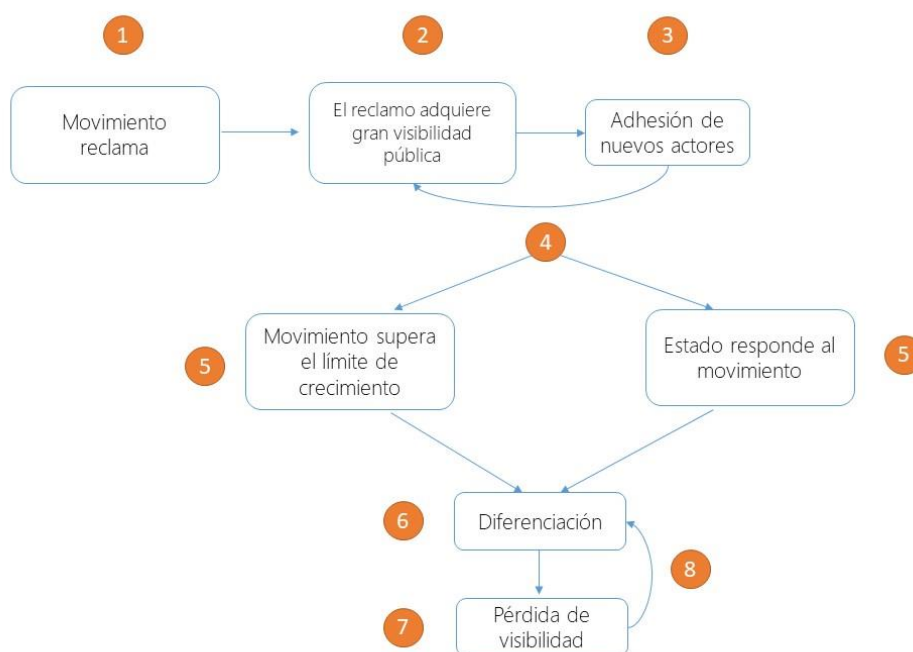 1
2
3
Movimiento
reclama
El reclamo adquiere
gran visibilidad
pública
Adhesión de
nuevos actores
4
5
Movimiento supera
el límite de
crecimiento
Estado responde al
movimiento
5
6
Diferenciación
8
7
Pérdida de
visibilidad